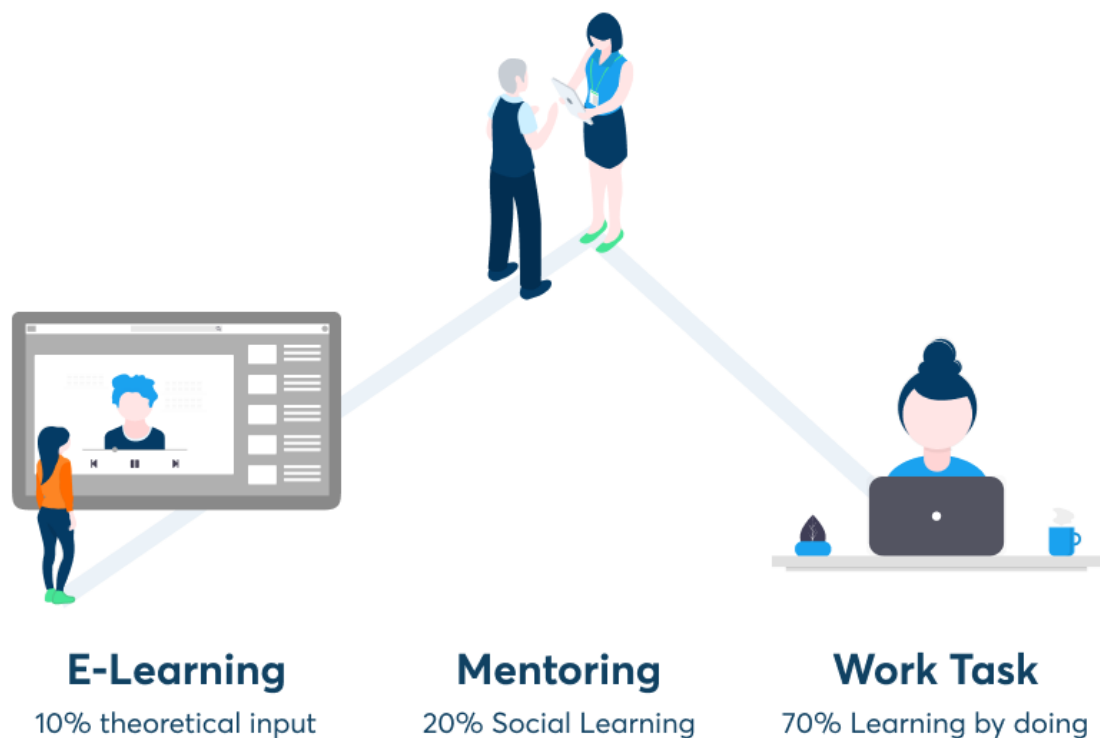 E-Learning
10% theoretical input
Mentoring
20% Social Learning
Work Task
70% Learning by doing